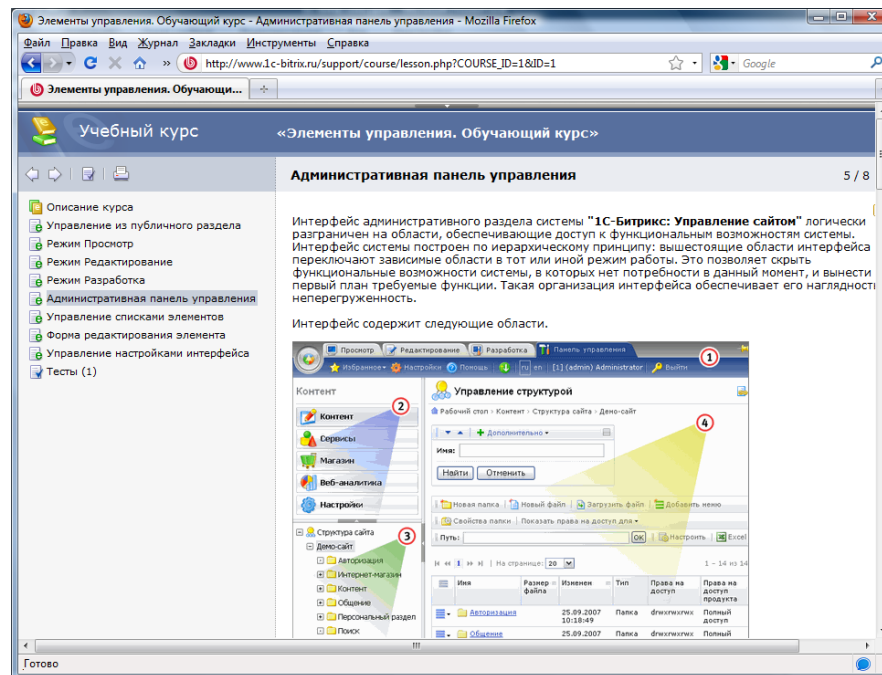 Элементы управления. Обучающий курс - Административная панель управления - Mozilla Firefox
Файл Правка Вид Журнал Закладки Инструменты Справка
http://www.1c-bitrix.ru/support/course/lesson.php?COURSE_ID=1&ID=1
Google
Элементы управления. Обучающи...
Учебный курс
«Элементы управления. Обучающий курс»
Административная панель управления
5 / 8
Описание курса
Управление из публичного раздела
Режим Просмотр
Режим Редактирование
Режим Разработка
Административная панель управления
Управление списками элементов
Форма редактирования элемента
Управление настройками интерфейса
Тесты (1)
Интерфейс административного раздела системы "1С-Битрикс: Управление сайтом" логически
разграничен на области, обеспечивающие доступ к функциональным возможностям системы.
Интерфейс системы построен по иерархическому принципу: вышестоящие области интерфейса
переключают зависимые области в тот или иной режим работы. Это позволяет скрыть
функциональные возможности системы, в которых нет потребности в данный момент, и вынести
первый план требуемые функции. Такая организация интерфейса обеспечивает его наглядность
неперегруженность.
Интерфейс содержит следующие области.
Просмотр Редактирование Разработка Панель управления
1
Избранное Настройки Помощь ru en [1] (admin) Administrator Выйти
Контент
2
Контент
Сервисы
Магазин
Веб-аналитика
Настройки
3
Структура сайта
Демо-сайт
Авторизация
Интернет-магазин
Контент
Общение
Персональный раздел
Поиск
Управление структурой
Рабочий стол Контент Структура сайта Демо-сайт
4
Дополнительно
Имя:
Найти Отменить
Новая папка Новый файл Загрузить файл Добавить меню
Свойства папки Показать права на доступ для
Путь: OK Настроить Excel
1 На странице: 20 1 - 14 из 14
Имя Размер файла Изменен Тип Права на доступ Права на доступ продукта
Авторизация 25.09.2007 10:18:49 Папка drwxrwxrwx Полный доступ
Общение 25.09.2007 Папка drwxrwxrwx Полный
Готово